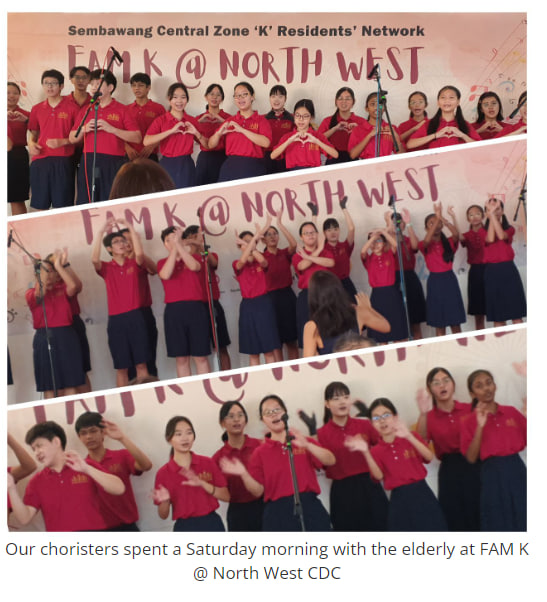 Sembawang Central Zone ‘K’ Residents’ Network
FAM K @ NORTH WEST
FAM K @ NORTH WEST
Our choristers spent a Saturday morning with the elderly at FAM K
@ North West CDC